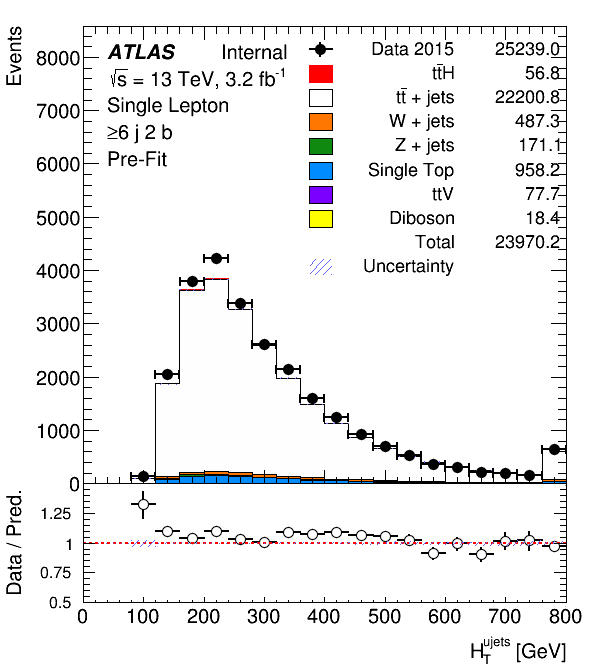 Events
8000
7000
6000
5000
4000
3000
2000
1000
0
ATLAS Internal
√s = 13 TeV, 3.2 fb⁻¹
Single Lepton
≥6 j 2 b
Pre-Fit
Data 2015 25239.0
tt̄H 56.8
tt̄ + jets 22200.8
W + jets 487.3
Z + jets 171.1
Single Top 958.2
ttV 77.7
Diboson 18.4
Total 23970.2
Uncertainty
Data / Pred.
1.25
1
0.75
0.5
0 100 200 300 400 500 600 700 800
H_T^ujets [GeV]